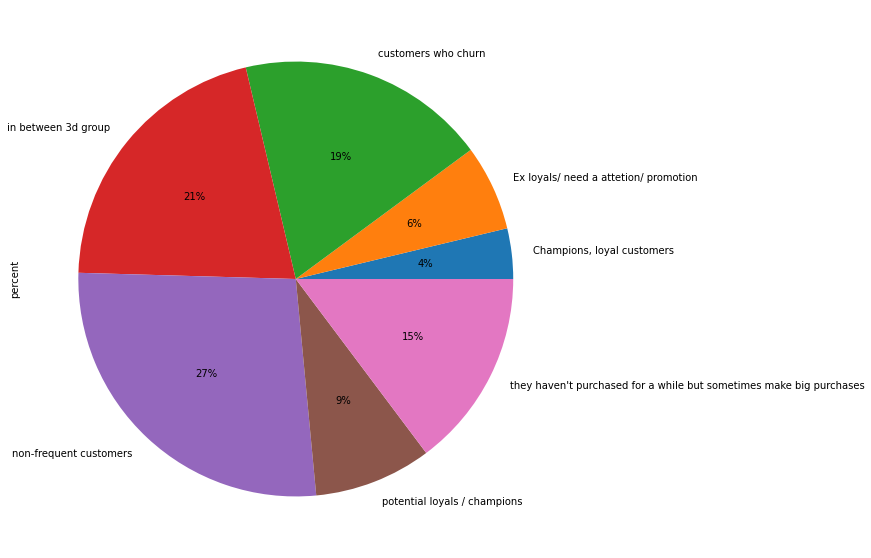 customers who churn
in between 3d group
19%
Ex loyals/ need a attetion/ promotion
21%
6%
Champions, loyal customers
4%
percent
15%
27%
they haven't purchased for a while but sometimes make big purchases
9%
non-frequent customers
potential loyals / champions